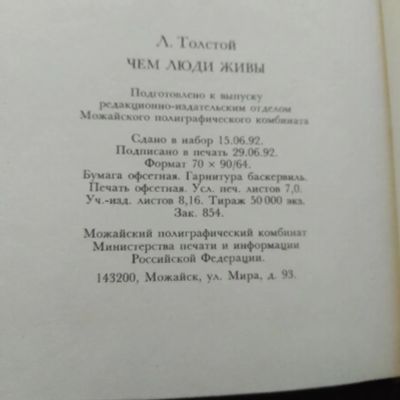 Л. Толстой
ЧЕМ ЛЮДИ ЖИВЫ
Подготовлено к выпуску
редакционно-издательским отделом
Можайского полиграфического комбината
Сдано в набор 15.06.92.
Подписано в печать 29.06.92.
Формат 70 × 90/64.
Бумага офсетная. Гарнитура баскервиль.
Печать офсетная. Усл. печ. листов 7,0.
Уч.-изд. листов 8,16. Тираж 50 000 экз.
Зак. 854.
Можайский полиграфический комбинат
Министерства печати и информации
Российской Федерации.
143200, Можайск, ул. Мира, д. 93.